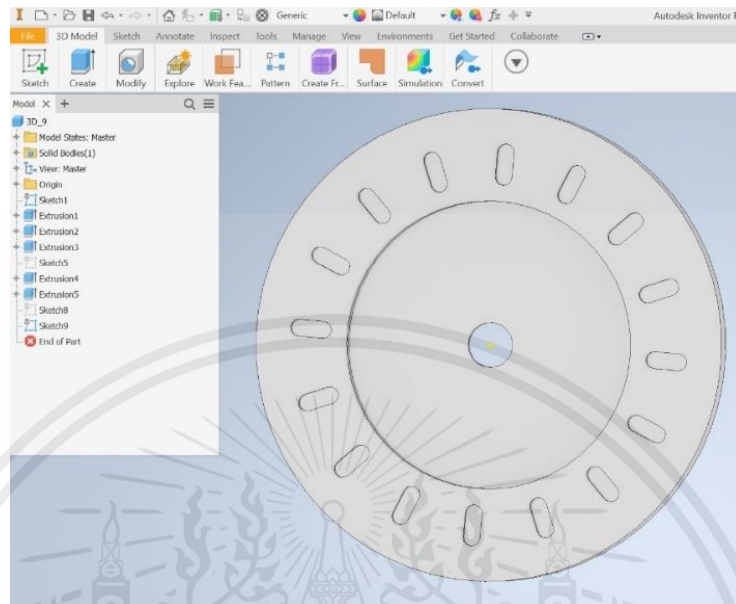 Generic Default fx Autodesk Inventor P
File 3D Model Sketch Annotate Inspect Tools Manage View Environments Get Started Collaborate
Sketch Create Modify Explore Work Fea... Pattern Create Fr... Surface Simulation Convert
Model
3D_9
Model States: Master
Solid Bodies(1)
View: Master
Origin
Sketch1
Extrusion1
Extrusion2
Extrusion3
Sketch5
Extrusion4
Extrusion5
Sketch8
Sketch9
End of Part